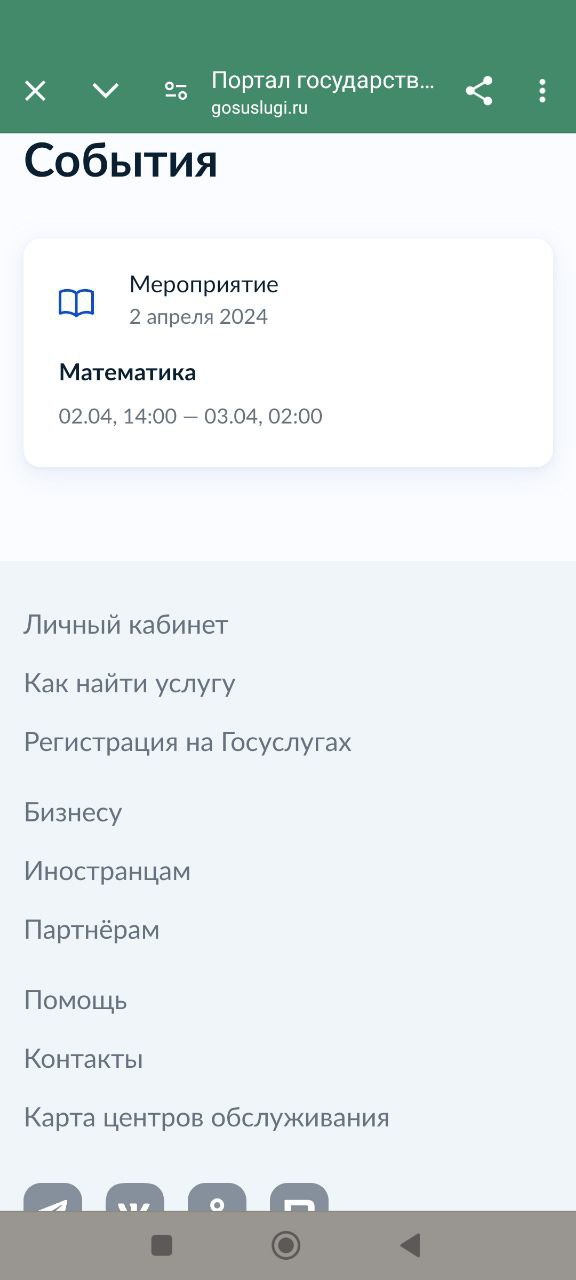 Портал государств...
gosuslugi.ru
События
Мероприятие
2 апреля 2024
Математика
02.04, 14:00 — 03.04, 02:00
Личный кабинет
Как найти услугу
Регистрация на Госуслугах
Бизнесу
Иностранцам
Партнёрам
Помощь
Контакты
Карта центров обслуживания